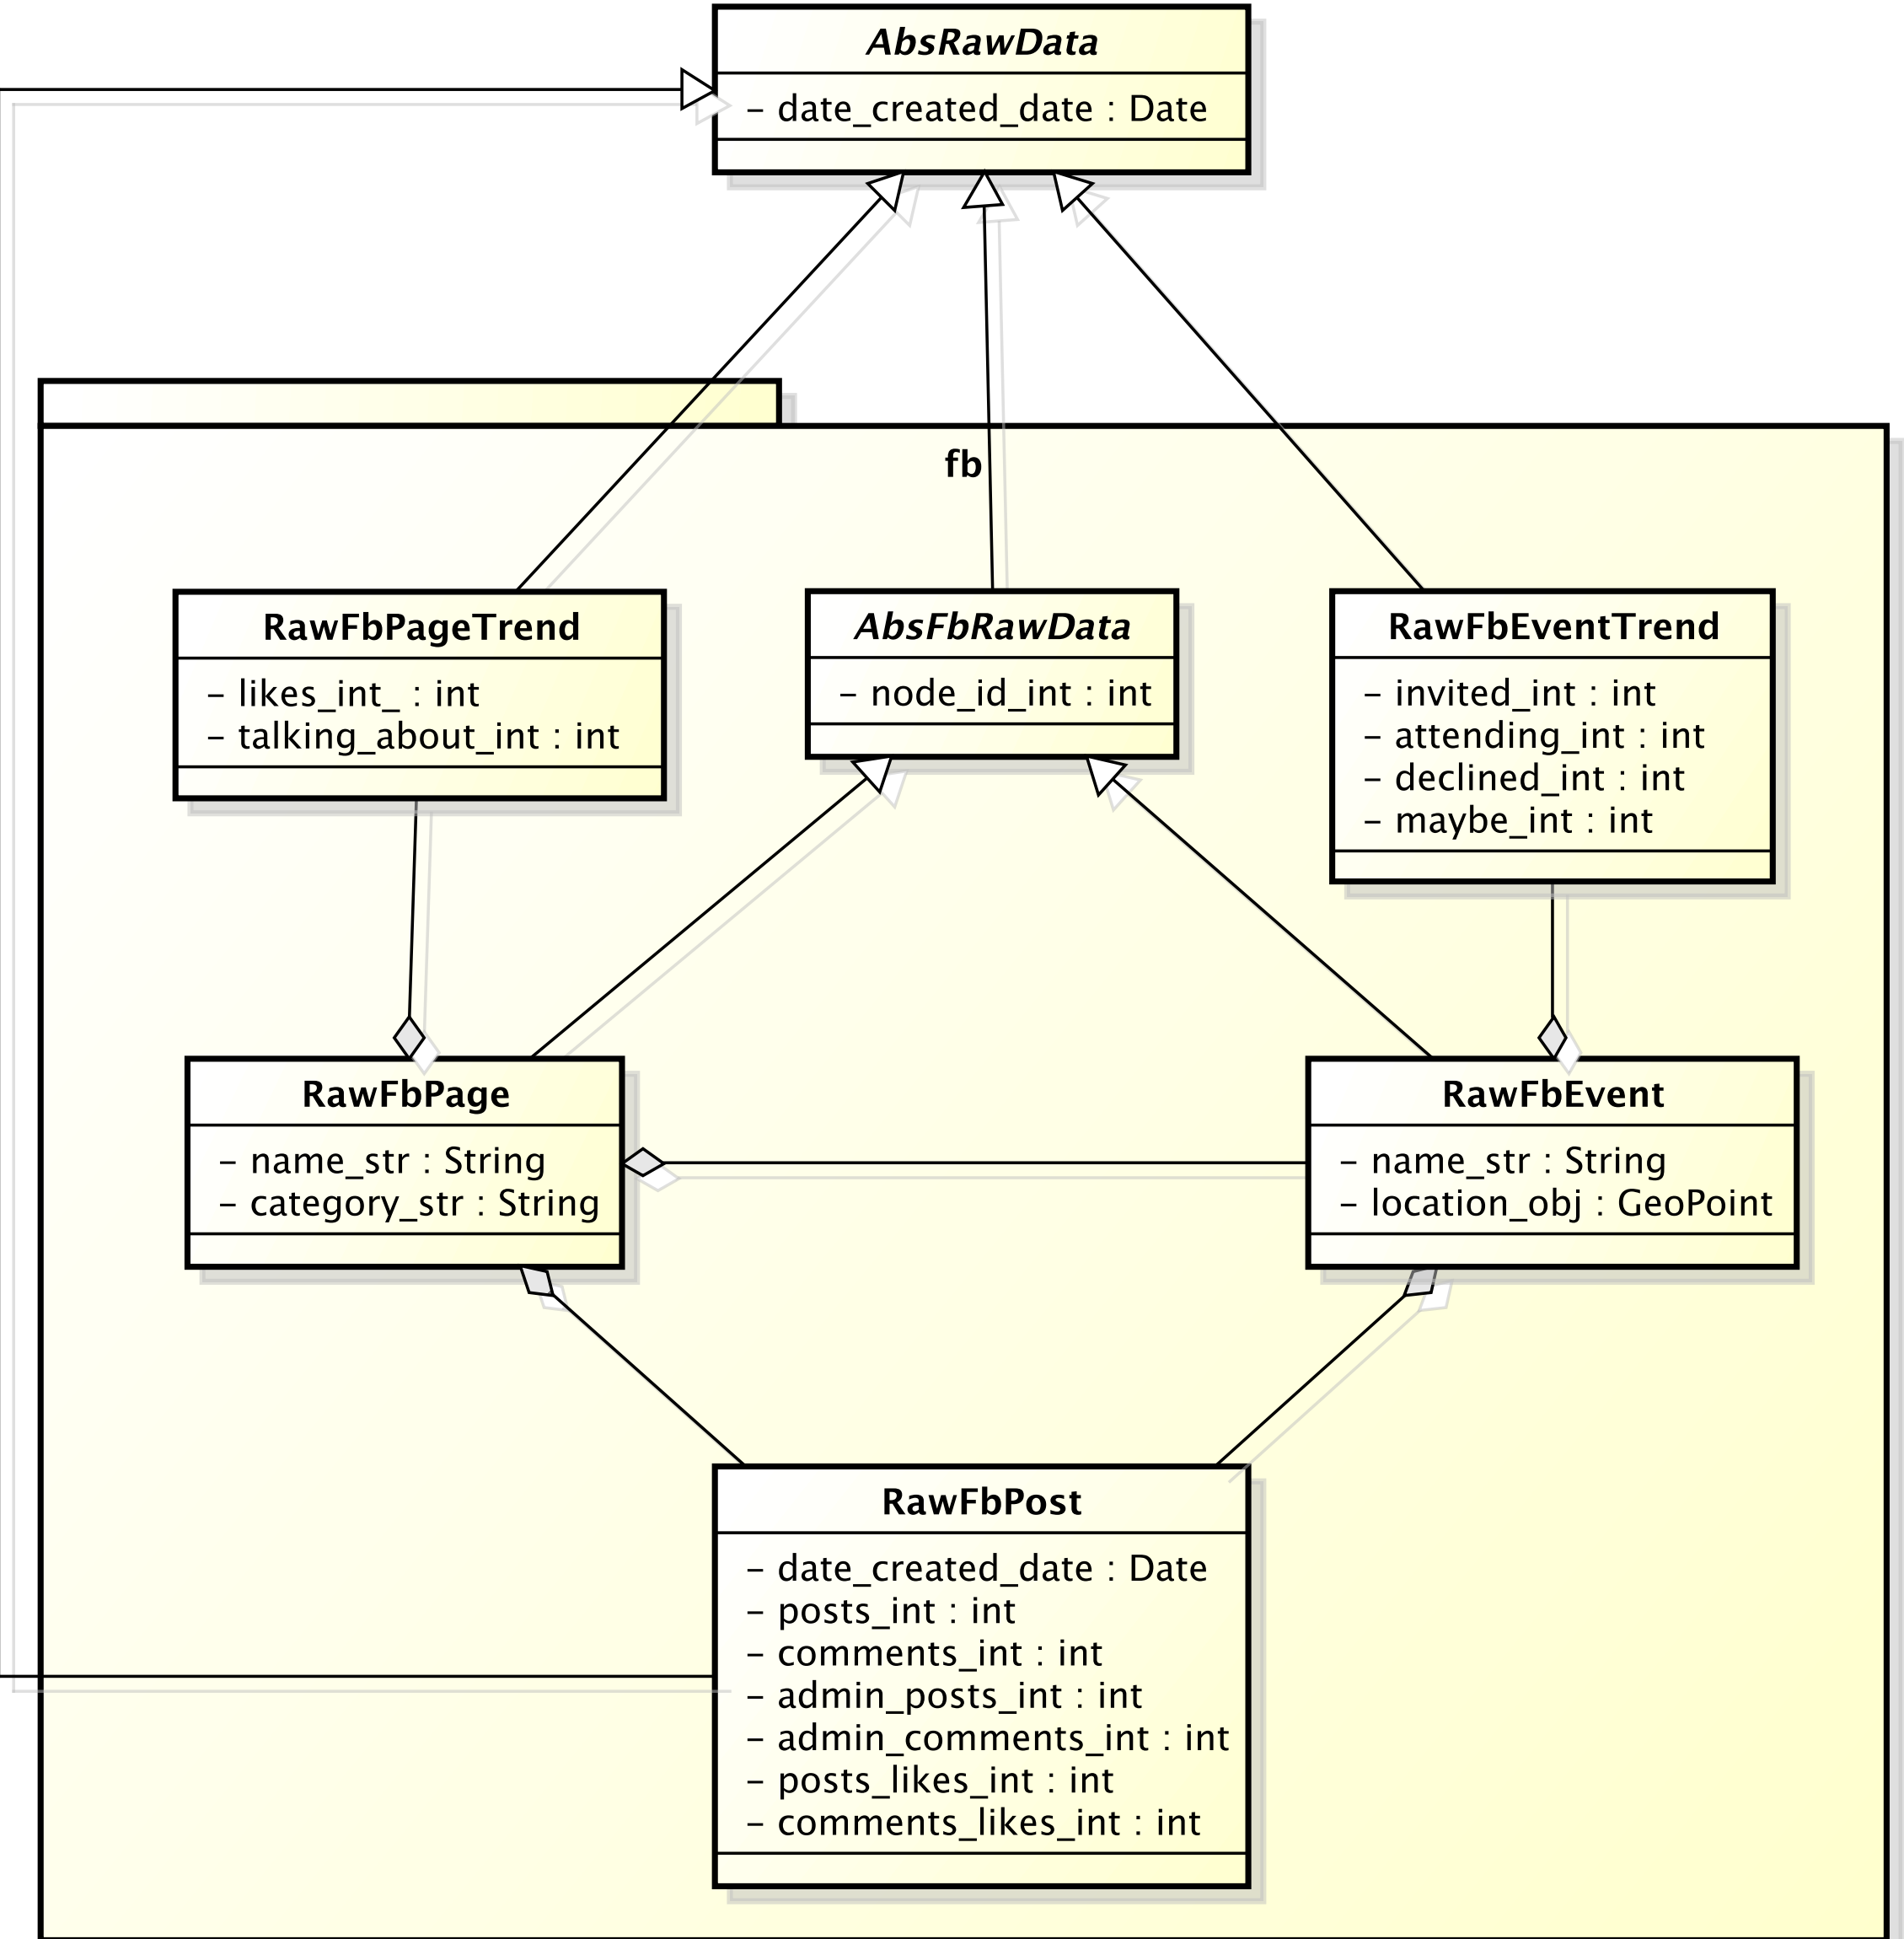 AbsRawData
– date_created_date : Date
fb
RawFbPageTrend
– likes_int_ : int
– talking_about_int : int
AbsFbRawData
– node_id_int : int
RawFbEventTrend
– invited_int : int
– attending_int : int
– declined_int : int
– maybe_int : int
RawFbPage
– name_str : String
– category_str : String
RawFbEvent
– name_str : String
– location_obj : GeoPoint
RawFbPost
– date_created_date : Date
– posts_int : int
– comments_int : int
– admin_posts_int : int
– admin_comments_int : int
– posts_likes_int : int
– comments_likes_int : int